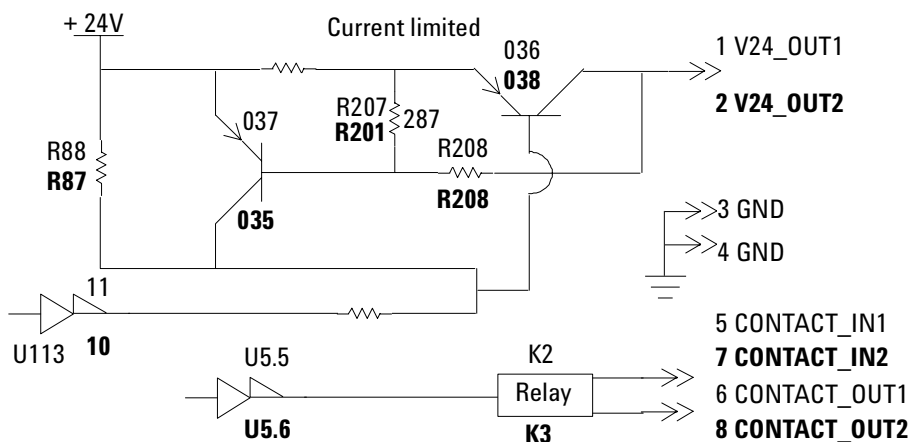 + 24V
Current limited
036
038
1 V24_OUT1
2 V24_OUT2
037
R207
R201
287
R88
R87
R208
R208
035
3 GND
4 GND
11
U113
10
5 CONTACT_IN1
7 CONTACT_IN2
6 CONTACT_OUT1
8 CONTACT_OUT2
U5.5
U5.6
K2
Relay
K3